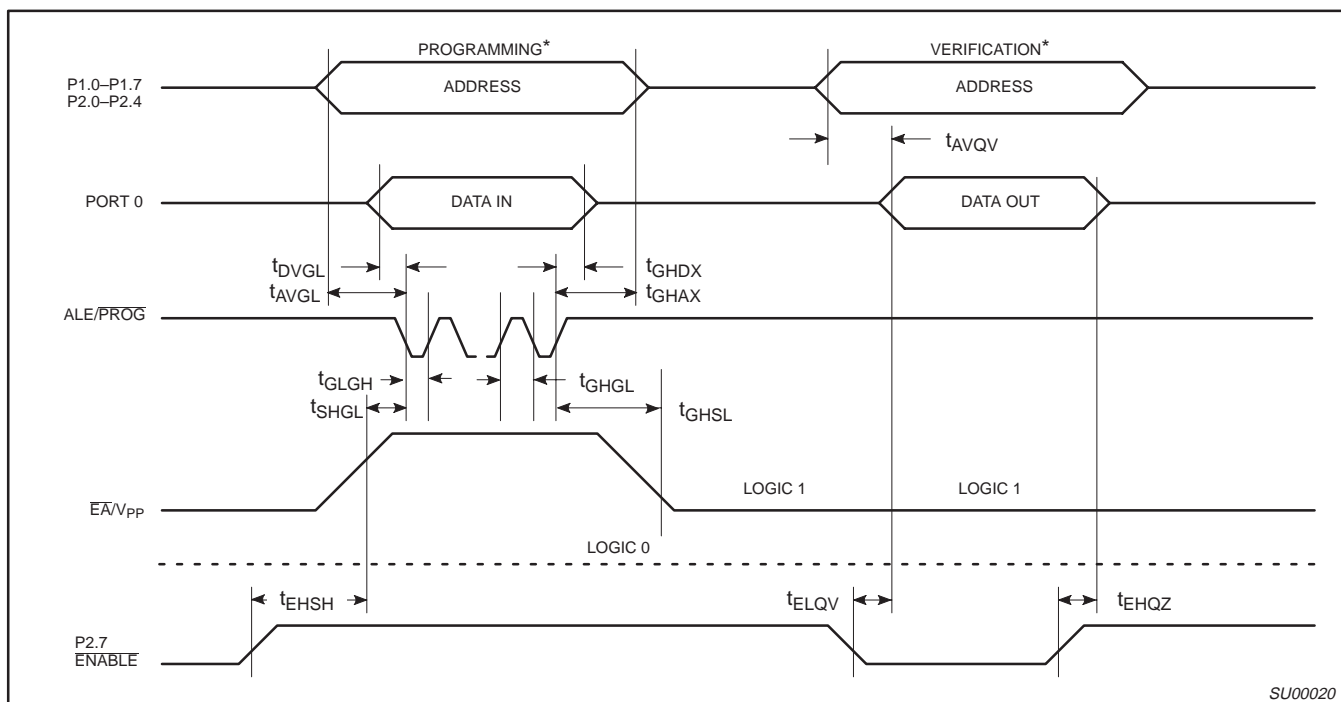 PROGRAMMING*
VERIFICATION*
P1.0–P1.7
P2.0–P2.4
ADDRESS
ADDRESS
tAVQV
PORT 0
DATA IN
DATA OUT
tDVGL
tGHDX
tAVGL
tGHAX
ALE/PROG
tGLGH
tGHGL
tSHGL
tGHSL
LOGIC 1
LOGIC 1
EA/VPP
LOGIC 0
tEHSH
tELQV
tEHQZ
P2.7
ENABLE
SU00020